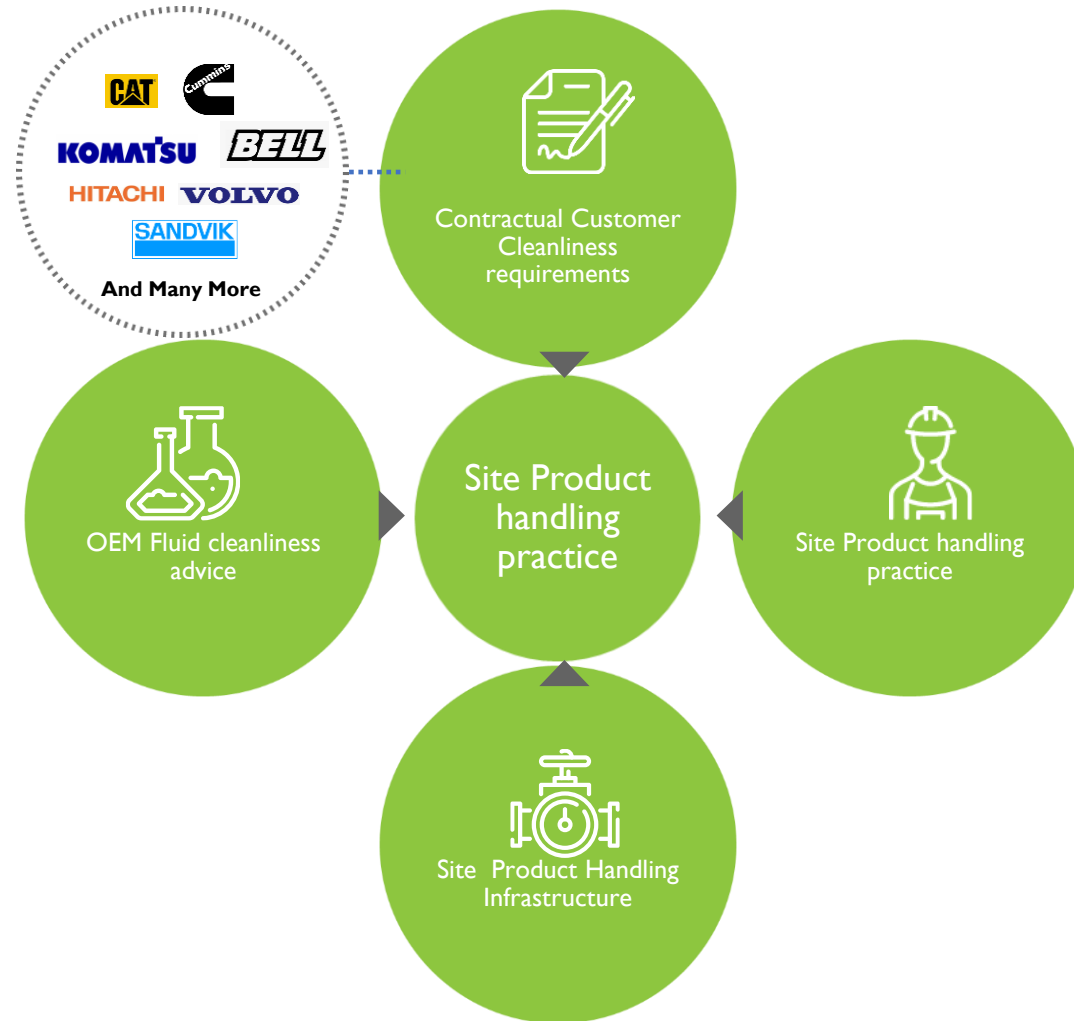 CAT
Cummins
KOMATSU
BELL
HITACHI
VOLVO
SANDVIK
And Many More
Contractual Customer
Cleanliness
requirements
OEM Fluid cleanliness
advice
Site Product
handling
practice
Site Product handling
practice
Site  Product Handling
Infrastructure